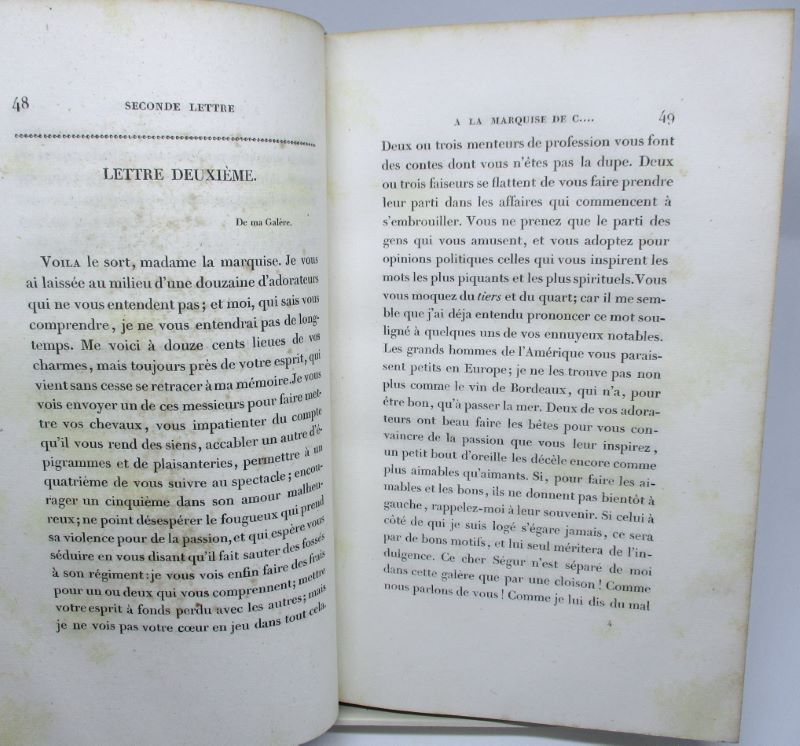 48
SECONDE LETTRE
LETTRE DEUXIÈME.
De ma Galère.
VOILA le sort, madame la marquise. Je vous
ai laissée au milieu d'une douzaine d'adorateurs
qui ne vous entendent pas ; et moi, qui sais vous
comprendre, je ne vous entendrai pas de long-
temps. Me voici à douze cents lieues de vos
charmes, mais toujours près de votre esprit, qui
vient sans cesse se retracer à ma mémoire. Je vous
vois envoyer un de ces messieurs pour faire met-
tre vos chevaux, vous impatienter du compte
qu'il vous rend des siens, accabler un autre d'é-
pigrammes et de plaisanteries, permettre à un
quatrième de vous suivre au spectacle ; encou-
rager un cinquième dans son amour malheu-
reux ; ne point désespérer le fougueux qui prend
sa violence pour de la passion, et qui espère vous
séduire en vous disant qu'il fait sauter des fossés
à son régiment : je vous vois enfin faire des frais
pour un ou deux qui vous comprennent ; mettre
votre esprit à fonds perdu avec les autres ; mais
je ne vois pas votre cœur en jeu dans tout cela.
A LA MARQUISE DE C....
49
Deux ou trois menteurs de profession vous font
des contes dont vous n'êtes pas la dupe. Deux
ou trois faiseurs se flattent de vous faire prendre
leur parti dans les affaires qui commencent à
s'embrouiller. Vous ne prenez que le parti des
gens qui vous amusent, et vous adoptez pour
opinions politiques celles qui vous inspirent les
mots les plus piquants et les plus spirituels. Vous
vous moquez du tiers et du quart ; car il me sem-
ble que j'ai déja entendu prononcer ce mot sou-
ligné à quelques uns de vos ennuyeux notables.
Les grands hommes de l'Amérique vous parais-
sent petits en Europe ; je ne les trouve pas non
plus comme le vin de Bordeaux, qui n'a, pour
être bon, qu'à passer la mer. Deux de vos adora-
teurs ont beau faire les bêtes pour vous con-
vaincre de la passion que vous leur inspirez,
un petit bout d'oreille les décèle encore comme
plus aimables qu'aimants. Si, pour faire les ai-
mables et les bons, ils ne donnent pas bientôt à
gauche, rappelez-moi à leur souvenir. Si celui à
côté de qui je suis logé s'égare jamais, ce sera
par de bons motifs, et lui seul méritera de l'in-
dulgence. Ce cher Ségur n'est séparé de moi
dans cette galère que par une cloison ! Comme
nous parlons de vous ! Comme je lui dis du mal
4